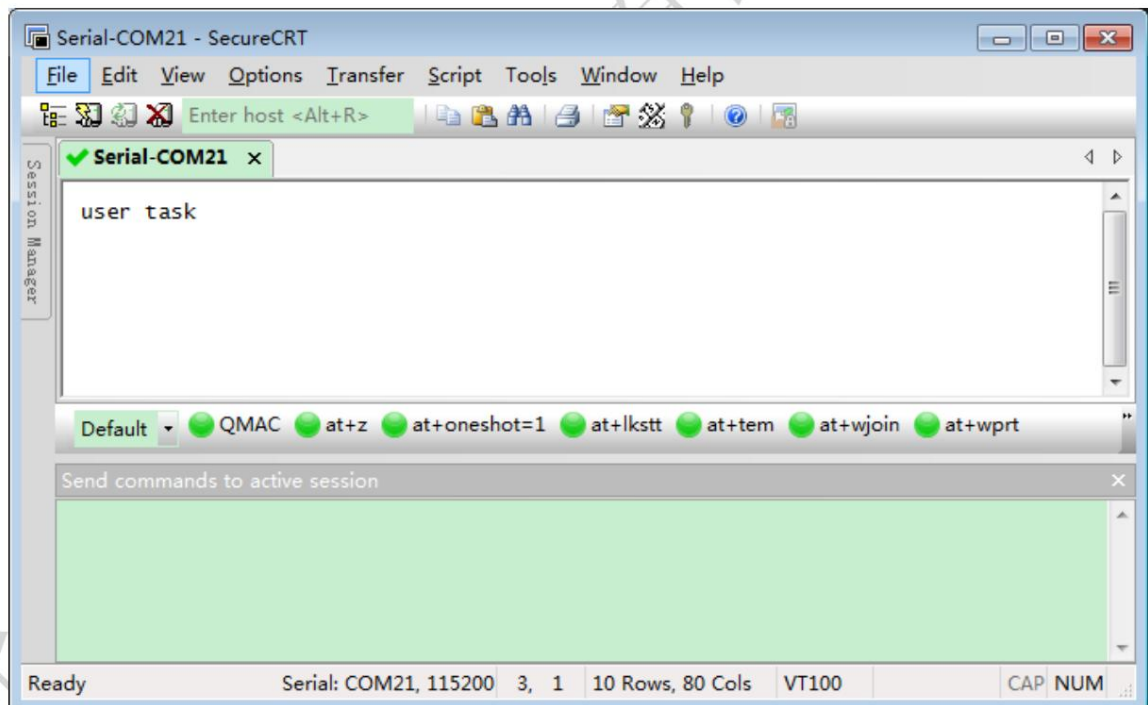 Serial-COM21 - SecureCRT
File Edit View Options Transfer Script Tools Window Help
Enter host <Alt+R>
Session Manager
Serial-COM21
user task
Default QMAC at+z at+oneshot=1 at+lkstt at+tem at+wjoin at+wprt
Send commands to active session
Ready Serial: COM21, 115200 3, 1 10 Rows, 80 Cols VT100 CAP NUM